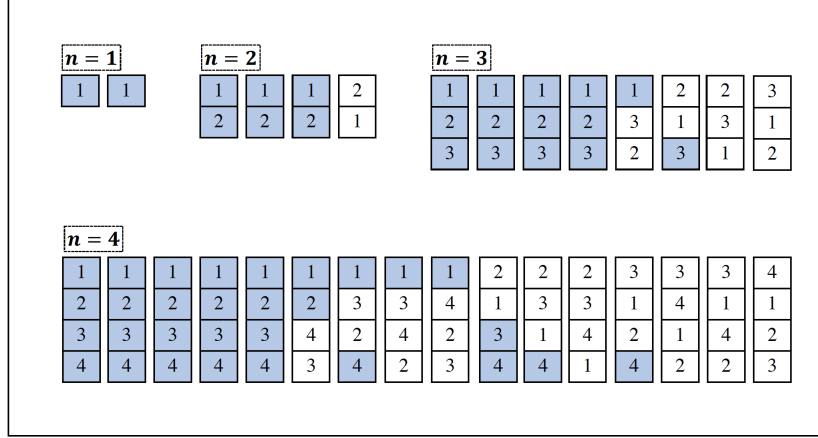 n = 1
n = 2
n = 3
1 1
1 1 1 2
2 2 2 1
1 1 1 1 1 2 2 3
2 2 2 2 3 1 3 1
3 3 3 3 2 3 1 2
n = 4
1 1 1 1 1 1 1 1 1 2 2 2 3 3 3 4
2 2 2 2 2 2 3 3 4 1 3 3 1 4 1 1
3 3 3 3 3 4 2 4 2 3 1 4 2 1 4 2
4 4 4 4 4 3 4 2 3 4 4 1 4 2 2 3